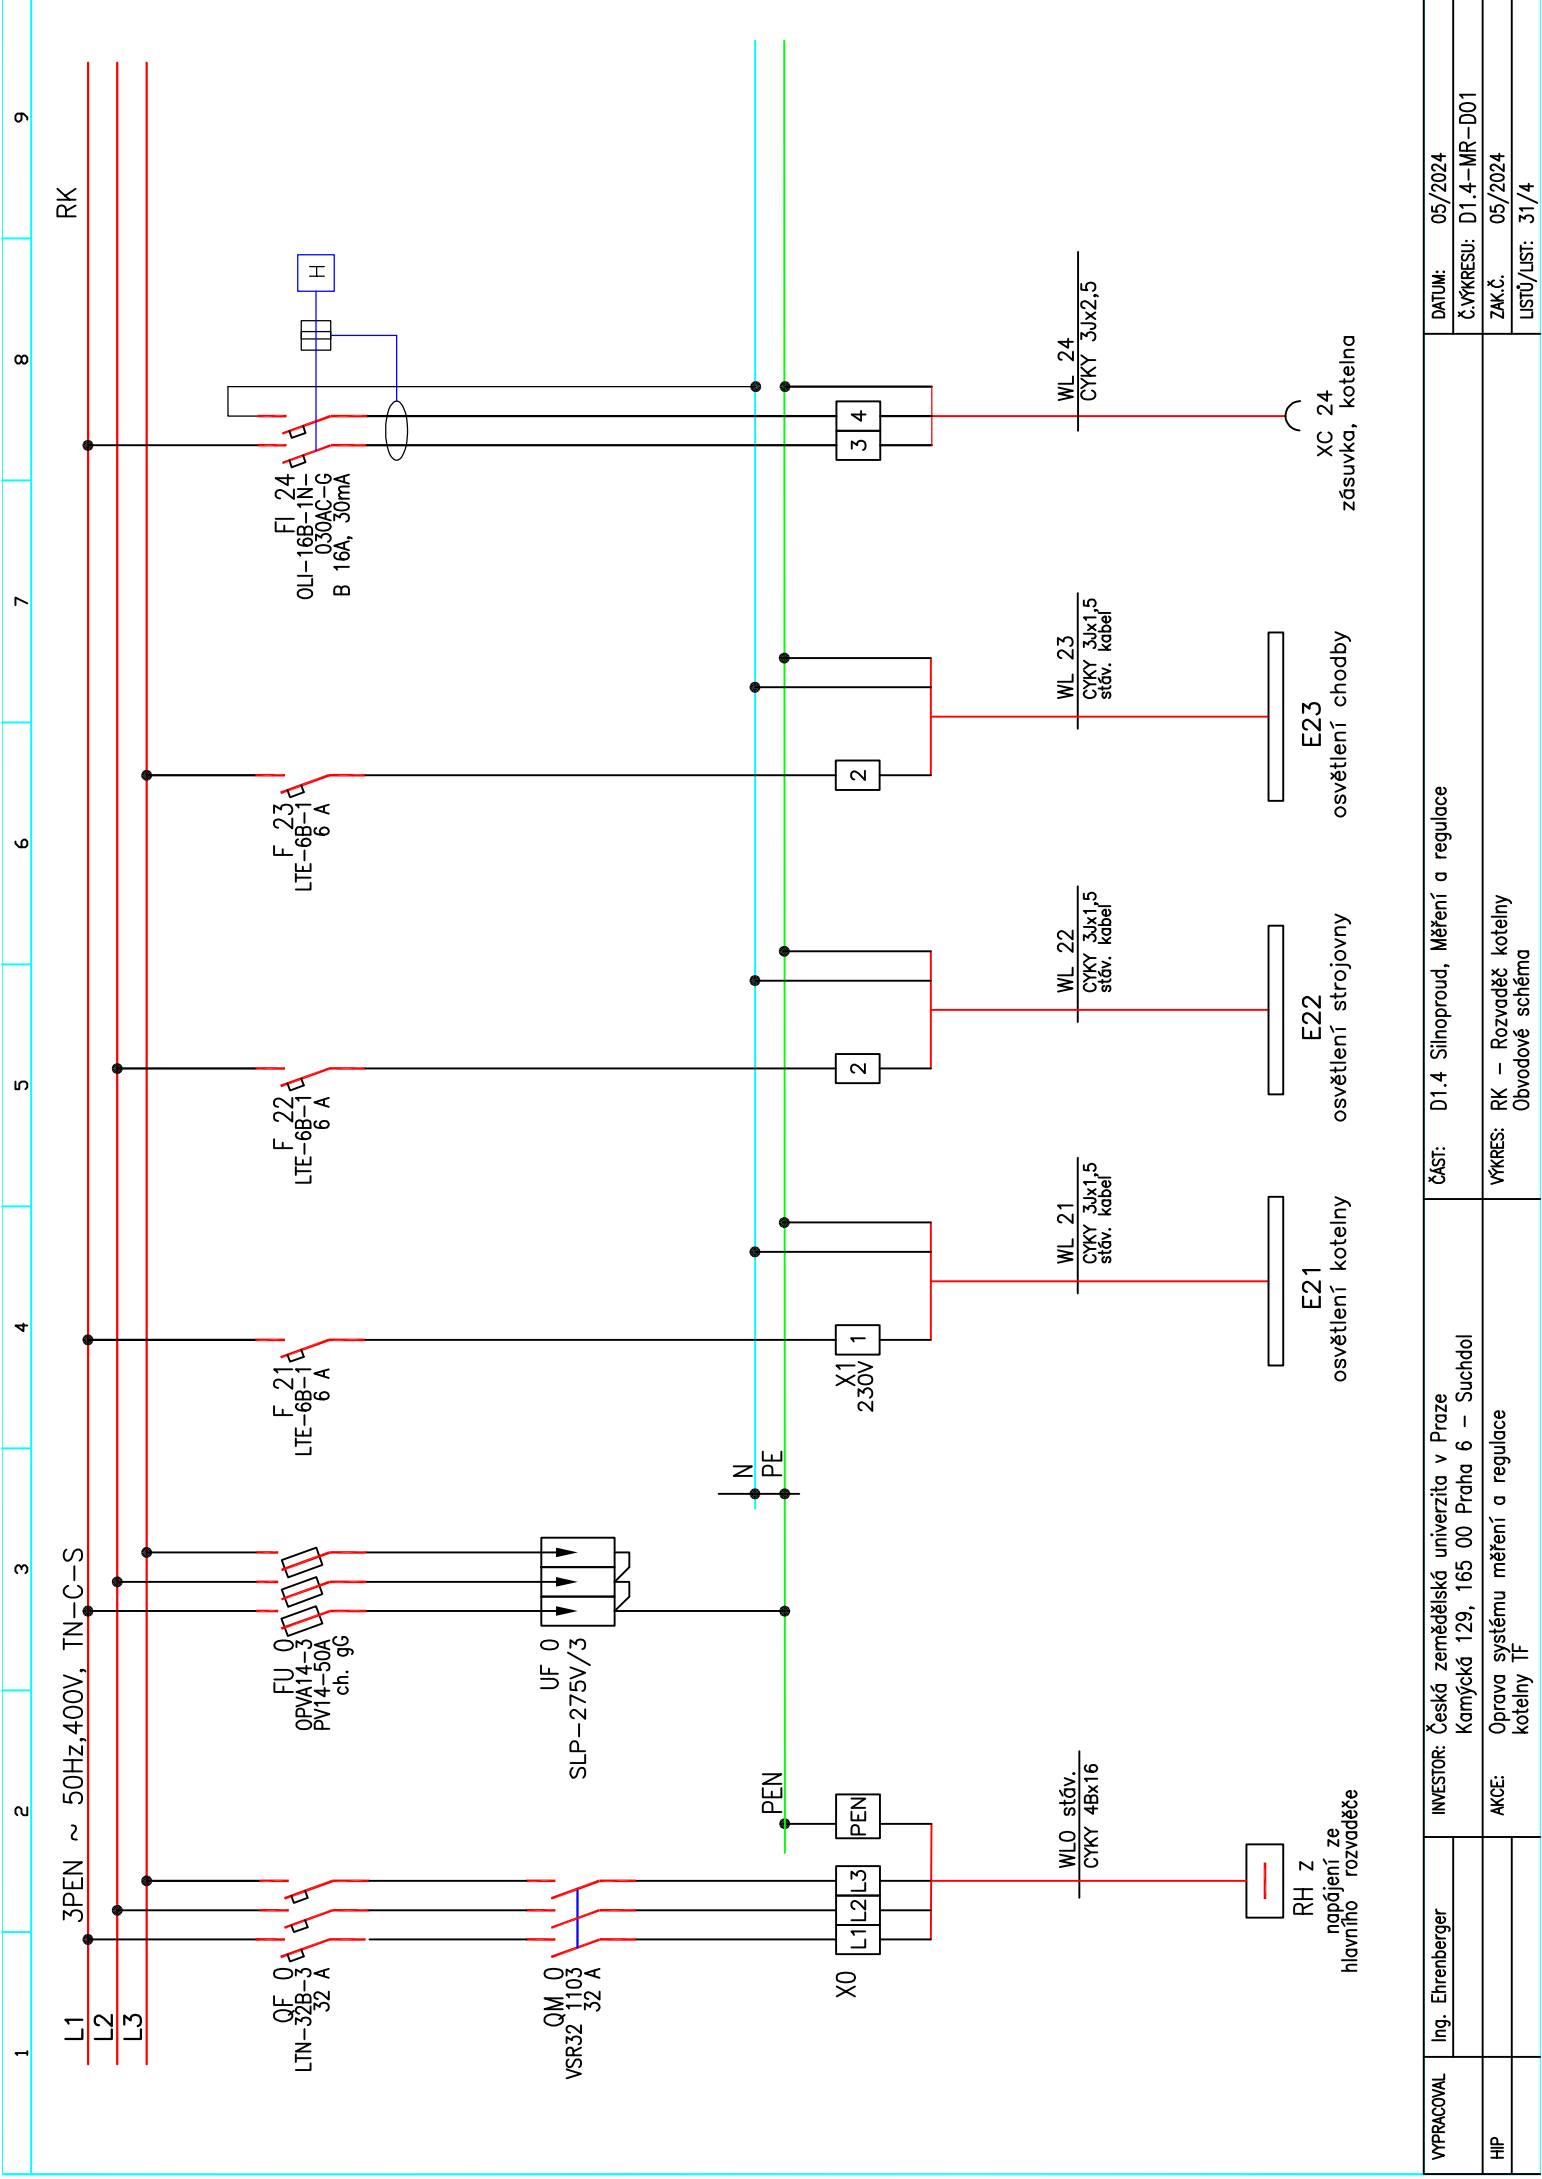 1
2
3
4
5
6
7
8
9
L1
L2
L3
3PEN ~ 50Hz,400V, TN-C-S
RK
QF 0
LTN-32B-3
32 A
QM 0
VSR32 1103
32 A
X0
L1
L2
L3
PEN
PEN
WL0 stáv.
CYKY 4Bx16
RH z
napájení ze
hlavního rozvaděče
FU 0
OPVA14-3
PV14-50A
ch. gG
UF 0
SLP-275V/3
N
PE
F 21
LTE-6B-1
6 A
X1
230V
1
WL 21
CYKY 3Jx1,5
stáv. kabel
E21
osvětlení kotelny
F 22
LTE-6B-1
6 A
2
WL 22
CYKY 3Jx1,5
stáv. kabel
E22
osvětlení strojovny
F 23
LTE-6B-1
6 A
2
WL 23
CYKY 3Jx1,5
stáv. kabel
E23
osvětlení chodby
FI 24
OLI-16B-1N-
030AC-G
B 16A, 30mA
H
3
4
WL 24
CYKY 3Jx2,5
XC 24
zásuvka, kotelna
VYPRACOVAL
Ing. Ehrenberger
HIP
INVESTOR: Česká zemědělská univerzita v Praze
Kamýcká 129, 165 00 Praha 6 - Suchdol
AKCE: Oprava systému měření a regulace
kotelny TF
ČÁST: D1.4 Silnoproud, Měření a regulace
VÝKRES: RK - Rozvaděč kotelny
Obvodové schéma
DATUM: 05/2024
Č.VÝKRESU: D1.4-MR-D01
ZAK.Č. 05/2024
LISTŮ/LIST: 31/4